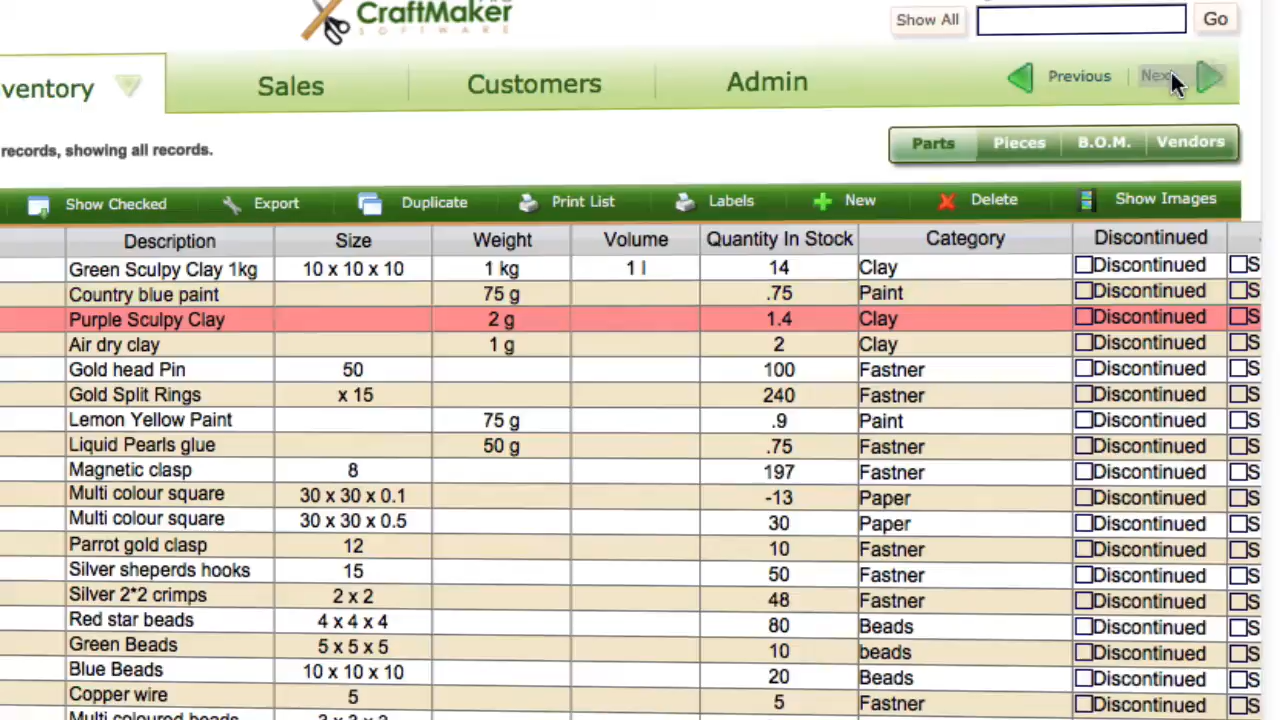 CraftMaker
SOFTWARE
Show All
Go
ventory
Sales
Customers
Admin
Previous
Next
records, showing all records.
Parts
Pieces
B.O.M.
Vendors
Show Checked
Export
Duplicate
Print List
Labels
New
Delete
Show Images
Description Size Weight Volume Quantity In Stock Category Discontinued
Green Sculpy Clay 1kg 10 x 10 x 10 1 kg 1 l 14 Clay Discontinued S
Country blue paint 75 g .75 Paint Discontinued S
Purple Sculpy Clay 2 g 1.4 Clay Discontinued S
Air dry clay 1 g 2 Clay Discontinued S
Gold head Pin 50 100 Fastner Discontinued S
Gold Split Rings x 15 240 Fastner Discontinued S
Lemon Yellow Paint 75 g .9 Paint Discontinued S
Liquid Pearls glue 50 g .75 Fastner Discontinued S
Magnetic clasp 8 197 Fastner Discontinued S
Multi colour square 30 x 30 x 0.1 -13 Paper Discontinued S
Multi colour square 30 x 30 x 0.5 30 Paper Discontinued S
Parrot gold clasp 12 10 Fastner Discontinued S
Silver sheperds hooks 15 50 Fastner Discontinued S
Silver 2*2 crimps 2 x 2 48 Fastner Discontinued S
Red star beads 4 x 4 x 4 80 Beads Discontinued S
Green Beads 5 x 5 x 5 10 beads Discontinued S
Blue Beads 10 x 10 x 10 20 Beads Discontinued S
Copper wire 5 5 Fastner Discontinued S
Multi coloured beads 3 x 3 x 3